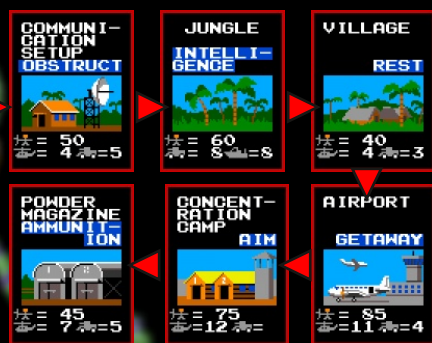 COMMUNI-
CATION
SETUP
OBSTRUCT
= 50
= 4 =5
JUNGLE
INTELLI-
GENCE
= 60
= 8 =8
VILLAGE
REST
= 40
= 4 =3
POWDER
MAGAZINE
AMMUNIT-
ION
= 45
= 7 =5
CONCENT-
RATION
CAMP
AIM
= 75
=12 =
AIRPORT
GETAWAY
= 85
=11 =4